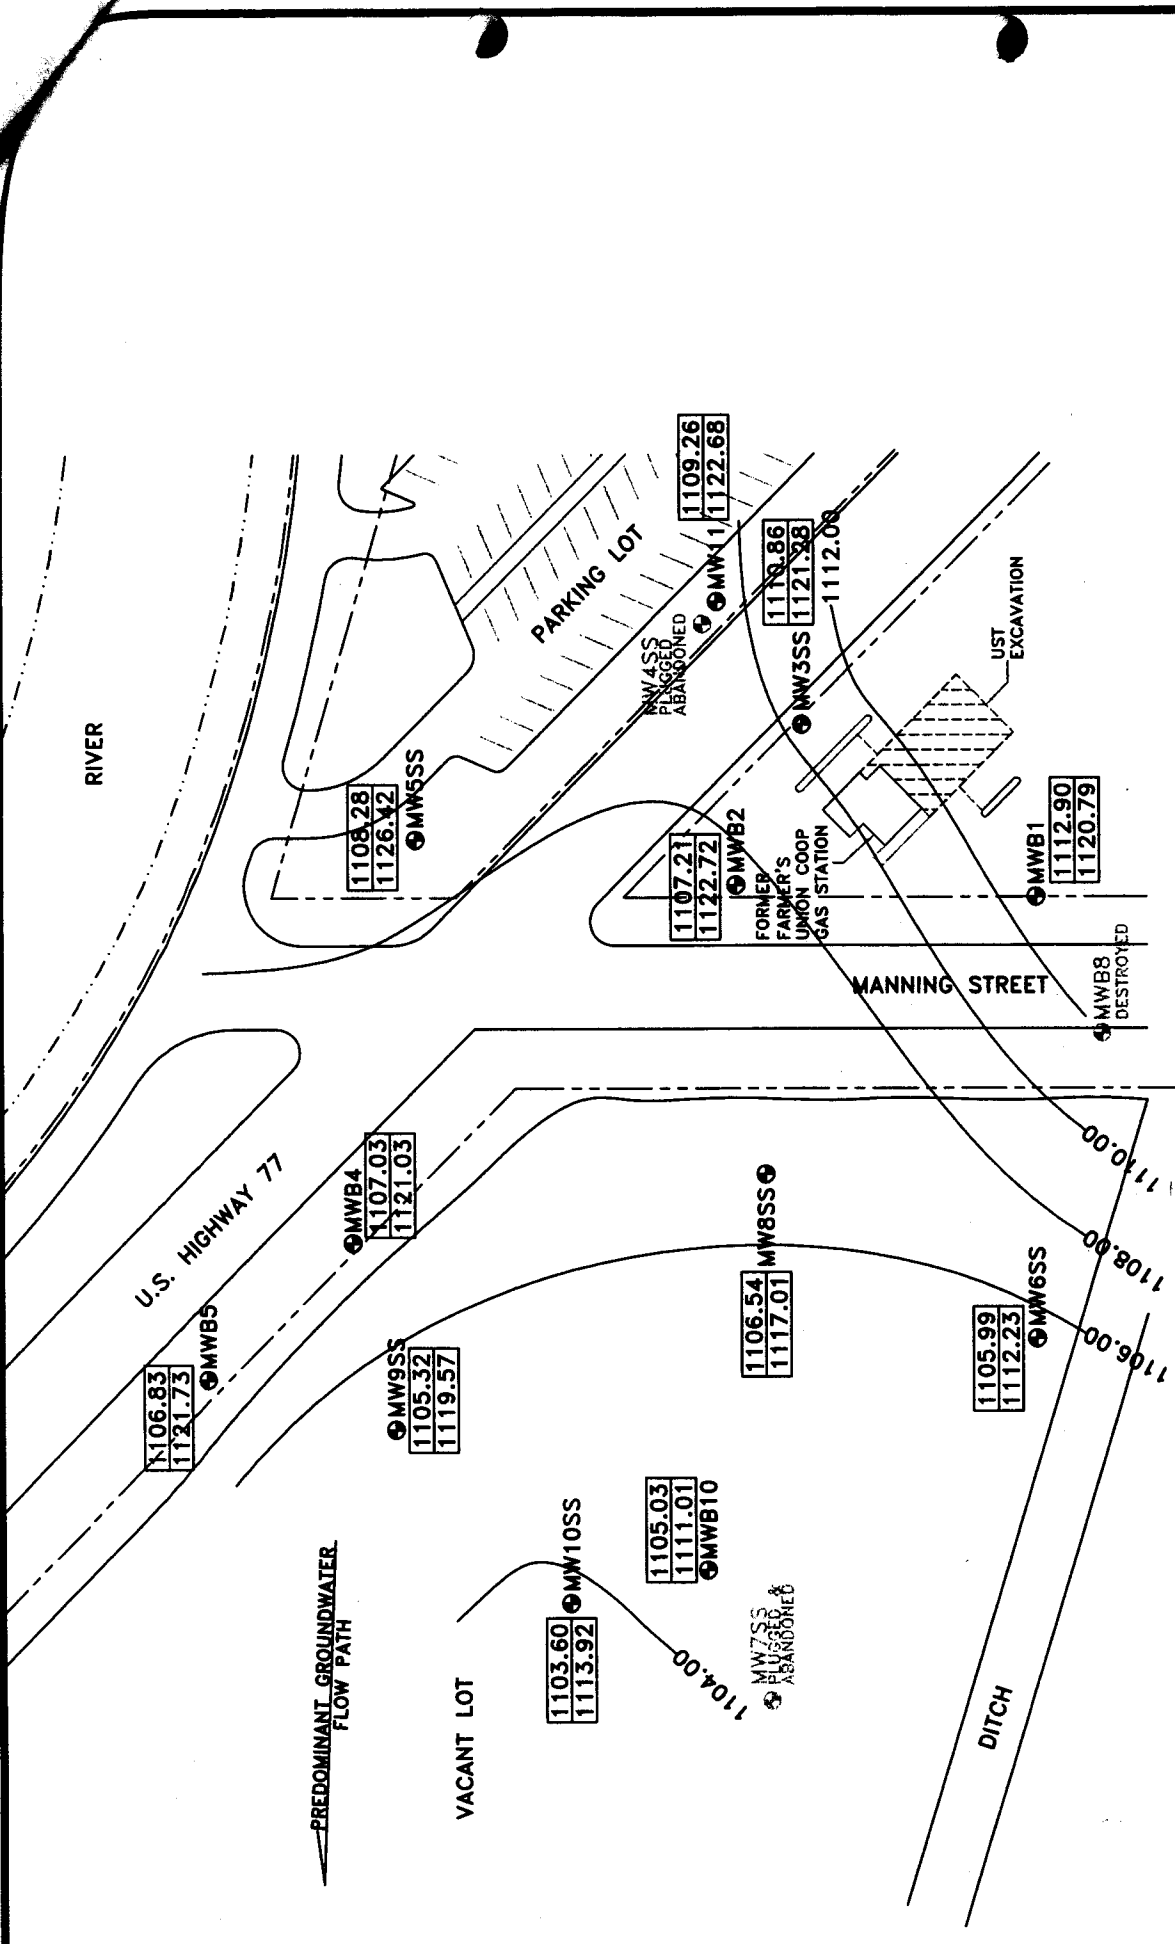 RIVER
PARKING LOT
1109.26
1122.68
MW11
MW4SS
PLUGGED
ABANDONED
1110.86
1121.28
MW3SS
1112.00
UST
EXCAVATION
1108.28
1126.42
MW5SS
1107.21
1122.72
MWB2
FORMER
FARMER'S
UNION COOP
GAS STATION
MWB1
1112.90
1120.79
MANNING STREET
MWB8
DESTROYED
U.S. HIGHWAY 77
MWB4
1107.03
1121.03
1106.83
1121.73
MWB5
MW9SS
1105.32
1119.57
MW8SS
1106.54
1117.01
1105.99
1112.23
MW6SS
1110.00
1108.00
1106.00
PREDOMINANT GROUNDWATER
FLOW PATH
VACANT LOT
MW10SS
1103.60
1113.92
1105.03
1111.01
MWB10
1104.00
MW7SS
PLUGGED &
ABANDONED
DITCH